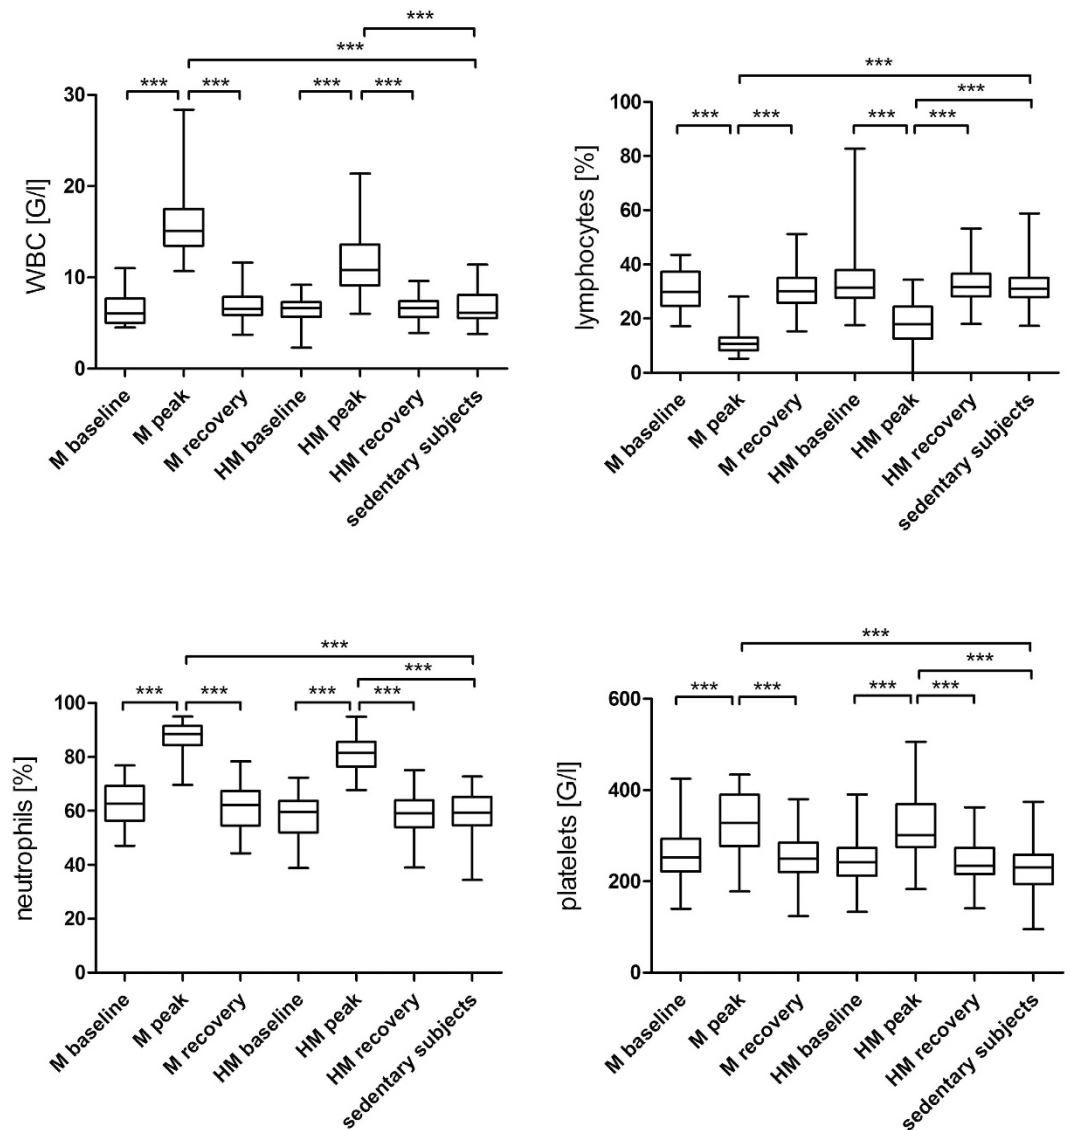 ***
***
*** *** *** ***
30
20
10
0
WBC [G/l]
M baseline
M peak
M recovery
HM baseline
HM peak
HM recovery
sedentary subjects
***
***
*** *** *** ***
100
80
60
40
20
0
lymphocytes [%]
M baseline
M peak
M recovery
HM baseline
HM peak
HM recovery
sedentary subjects
***
***
*** *** *** ***
100
80
60
40
20
0
neutrophils [%]
M baseline
M peak
M recovery
HM baseline
HM peak
HM recovery
sedentary subjects
***
***
*** *** *** ***
600
400
200
0
platelets [G/l]
M baseline
M peak
M recovery
HM baseline
HM peak
HM recovery
sedentary subjects